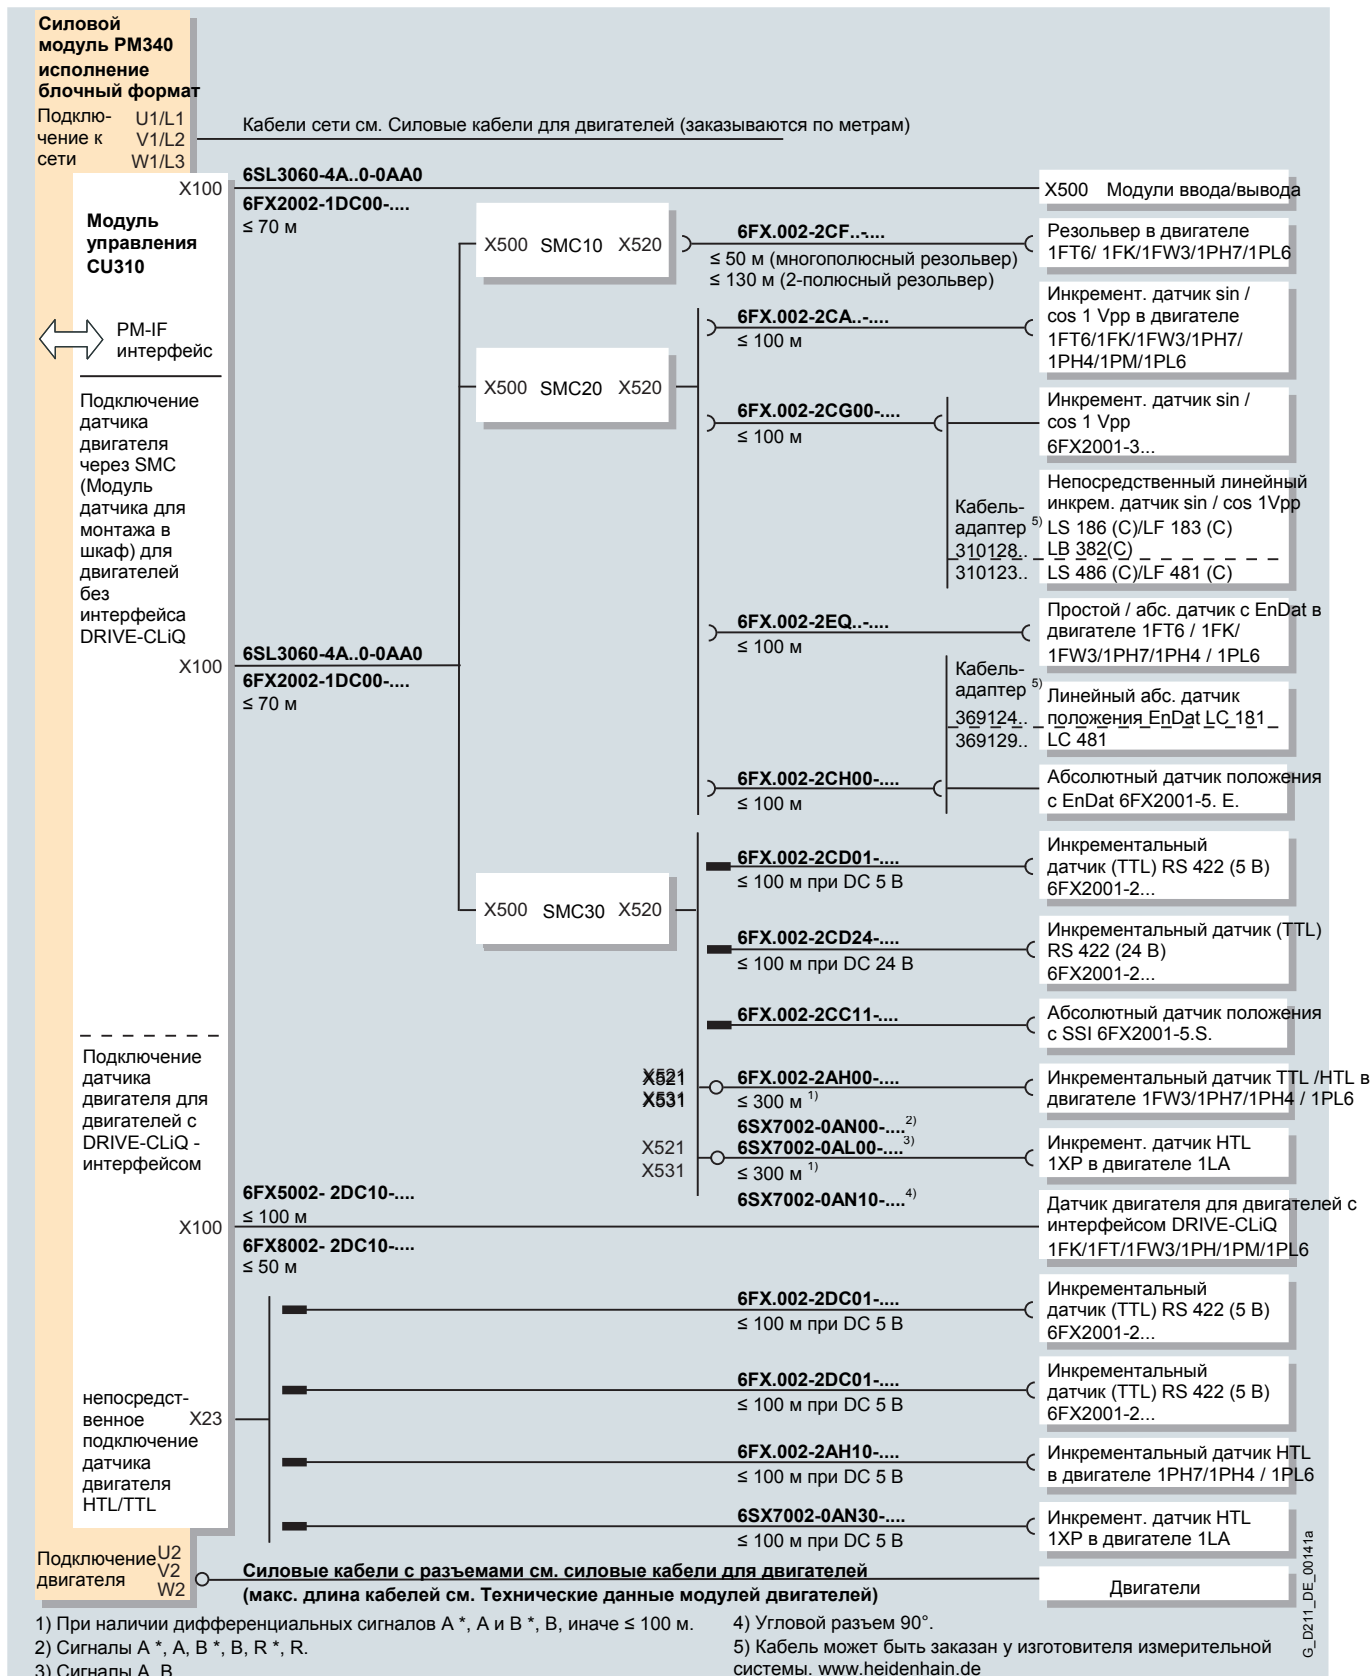 Силовой
модуль PM340
исполнение
блочный формат
Подклю-
чение к
сети
U1/L1
V1/L2
W1/L3
Кабели сети см. Силовые кабели для двигателей (заказываются по метрам)
X100
6SL3060-4A..0-0AA0
6FX2002-1DC00-....
≤ 70 м
X500 Модули ввода/вывода
Модуль
управления
CU310
X500 SMC10 X520
6FX.002-2CF..-....
≤ 50 м (многополюсный резольвер)
≤ 130 м (2-полюсный резольвер)
Резольвер в двигателе
1FT6/ 1FK/1FW3/1PH7/1PL6
PM-IF
интерфейс
6FX.002-2CA..-....
≤ 100 м
Инкремент. датчик sin /
cos 1 Vpp в двигателе
1FT6/1FK/1FW3/1PH7/
1PH4/1PM/1PL6
X500 SMC20 X520
6FX.002-2CG00-....
≤ 100 м
Инкремент. датчик sin /
cos 1 Vpp
6FX2001-3...
Подключение
датчика
двигателя
через SMC
(Модуль
датчика для
монтажа в
шкаф) для
двигателей
без
интерфейса
DRIVE-CLiQ
Кабель-
адаптер 5)
310128..
310123..
Непосредственный линейный
инкрем. датчик sin / cos 1Vpp
LS 186 (C)/LF 183 (C)
LB 382(C)
LS 486 (C)/LF 481 (C)
X100
6SL3060-4A..0-0AA0
6FX2002-1DC00-....
≤ 70 м
6FX.002-2EQ..-....
≤ 100 м
Простой / абс. датчик с EnDat в
двигателе 1FT6 / 1FK/
1FW3/1PH7/1PH4 / 1PL6
Кабель-
адаптер 5)
369124..
369129..
Линейный абс. датчик
положения EnDat LC 181
LC 481
6FX.002-2CH00-....
≤ 100 м
Абсолютный датчик положения
с EnDat 6FX2001-5. E.
6FX.002-2CD01-....
≤ 100 м при DC 5 В
Инкрементальный
датчик (TTL) RS 422 (5 В)
6FX2001-2...
X500 SMC30 X520
6FX.002-2CD24-....
≤ 100 м при DC 24 В
Инкрементальный датчик (TTL)
RS 422 (24 В)
6FX2001-2...
6FX.002-2CC11-....
Абсолютный датчик положения
с SSI 6FX2001-5.S.
Подключение
датчика
двигателя для
двигателей с
DRIVE-CLiQ -
интерфейсом
X521
X531
6FX.002-2AH00-....
≤ 300 м 1)
6SX7002-0AN00-....2)
Инкрементальный датчик TTL /HTL в
двигателе 1FW3/1PH7/1PH4 / 1PL6
X521
X531
6SX7002-0AL00-....3)
≤ 300 м 1)
6SX7002-0AN10-....4)
Инкремент. датчик HTL
1XP в двигателе 1LA
X100
6FX5002- 2DC10-....
≤ 100 м
6FX8002- 2DC10-....
≤ 50 м
Датчик двигателя для двигателей с
интерфейсом DRIVE-CLiQ
1FK/1FT/1FW3/1PH/1PM/1PL6
6FX.002-2DC01-....
≤ 100 м при DC 5 В
Инкрементальный
датчик (TTL) RS 422 (5 В)
6FX2001-2...
6FX.002-2DC01-....
≤ 100 м при DC 5 В
Инкрементальный
датчик (TTL) RS 422 (5 В)
6FX2001-2...
непосредст-
венное X23
подключение
датчика
двигателя
HTL/TTL
6FX.002-2AH10-....
≤ 100 м при DC 5 В
Инкрементальный датчик HTL
в двигателе 1PH7/1PH4 / 1PL6
6SX7002-0AN30-....
≤ 100 м при DC 5 В
Инкремент. датчик HTL
1XP в двигателе 1LA
Подключение
двигателя
U2
V2
W2
Силовые кабели с разъемами см. силовые кабели для двигателей
(макс. длина кабелей см. Технические данные модулей двигателей)
Двигатели
G_D211_DE_00141a
1) При наличии дифференциальных сигналов A *, A и B *, B, иначе ≤ 100 м.
2) Сигналы A *, A, B *, B, R *, R.
3) Сигналы A, B
4) Угловой разъем 90°.
5) Кабель может быть заказан у изготовителя измерительной
системы. www.heidenhain.de